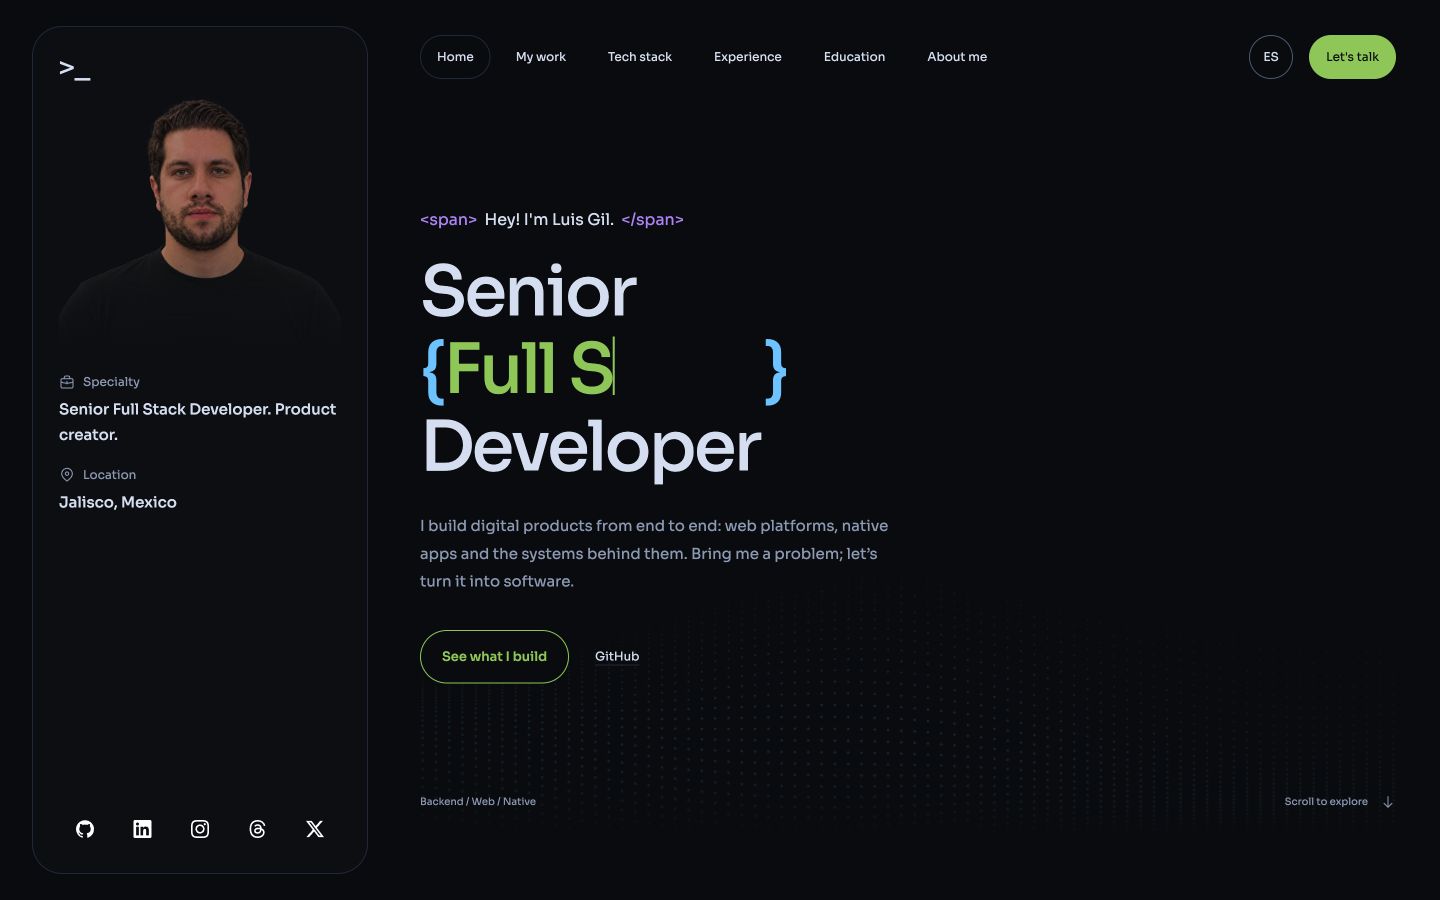 >_
Specialty
Senior Full Stack Developer. Product
creator.
Location
Jalisco, Mexico
Home
My work
Tech stack
Experience
Education
About me
ES
Let's talk
<span> Hey! I'm Luis Gil. </span>
Senior
{Full S }
Developer
I build digital products from end to end: web platforms, native
apps and the systems behind them. Bring me a problem; let’s
turn it into software.
See what I build
GitHub
Backend / Web / Native
Scroll to explore